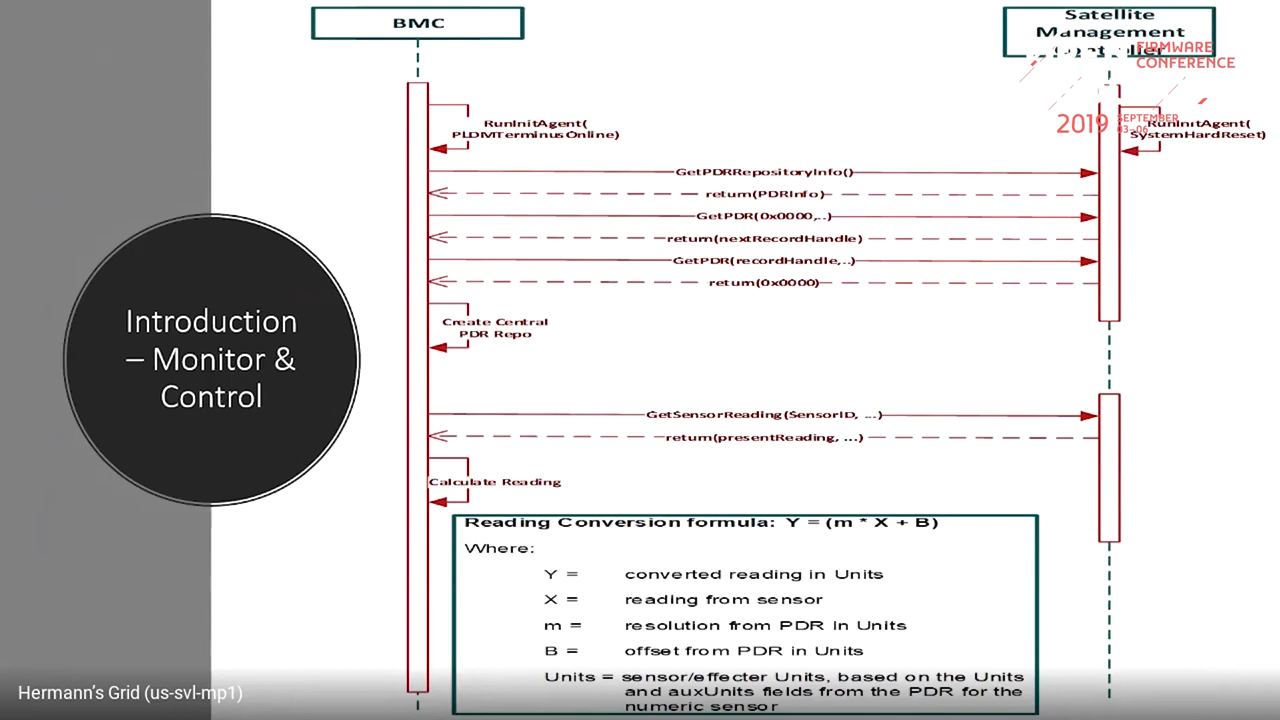 BMC
Satellite
Management
Controller
FIRMWARE
CONFERENCE
2019
SEPTEMBER
03-06
RunInitAgent(
PLDMTerminusOnline)
RunInitAgent(
SystemHardReset)
GetPDRRepositoryInfo()
return(PDRInfo)
GetPDR(0x0000,..)
return(nextRecordHandle)
GetPDR(recordHandle,..)
return(0x0000)
Create Central
PDR Repo
Introduction
– Monitor &
Control
GetSensorReading(SensorID, ...)
return(presentReading, ...)
Calculate Reading
Reading Conversion formula: Y = (m * X + B)
Where:
Y = converted reading in Units
X = reading from sensor
m = resolution from PDR in Units
B = offset from PDR in Units
Units = sensor/effecter Units, based on the Units
and auxUnits fields from the PDR for the
numeric sensor
Hermann's Grid (us-svl-mp1)